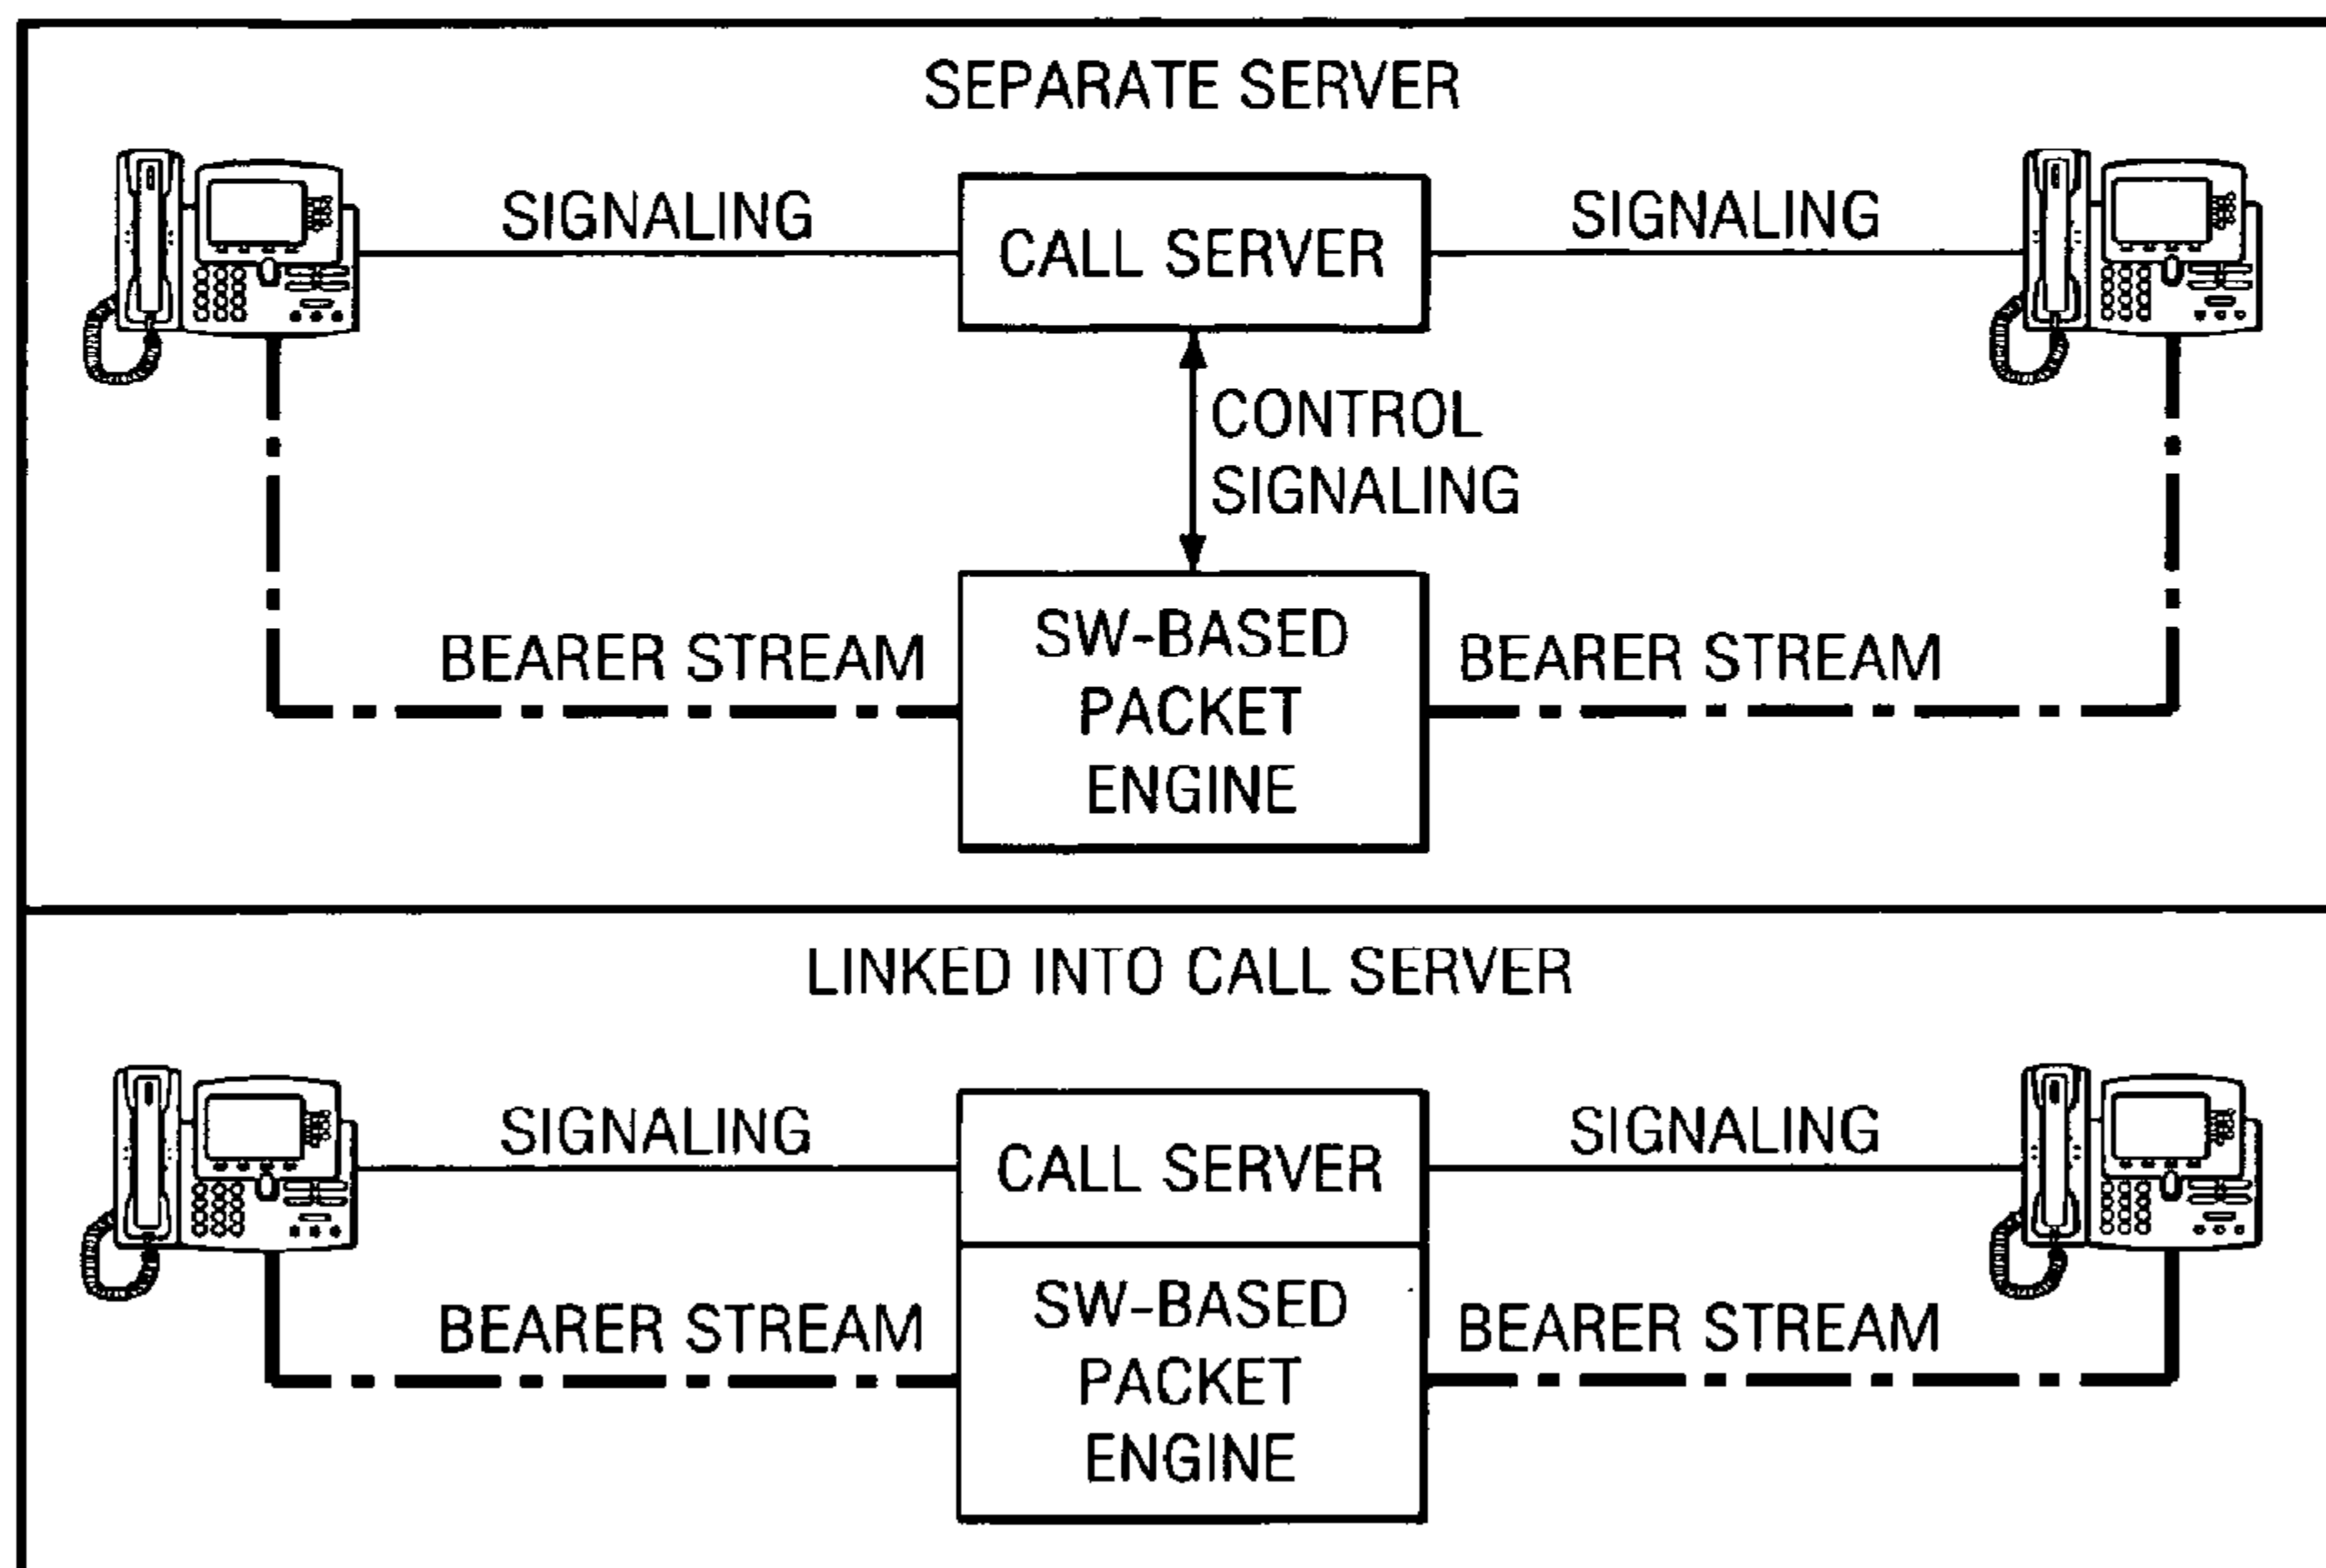 SEPARATE SERVER
SIGNALING
CALL SERVER
SIGNALING
CONTROL
SIGNALING
BEARER STREAM
SW-BASED
PACKET
ENGINE
BEARER STREAM
LINKED INTO CALL SERVER
SIGNALING
CALL SERVER
SIGNALING
BEARER STREAM
SW-BASED
PACKET
ENGINE
BEARER STREAM